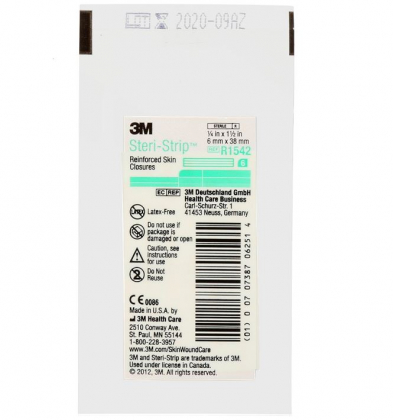 LOT 2020-09AZ
3M
STERILE R
Steri-Strip™
¼ in x 1½ in
6 mm x 38 mm
REF R1542
Reinforced Skin
Closures
6
EC REP
3M Deutschland GmbH
Health Care Business
Carl-Schurz-Str. 1
41453 Neuss, Germany
Latex-Free
Do not use if
package is
damaged or open
Caution, see
instructions
for use
Do Not
Reuse
CE 0086
Made in U.S.A. by
3M Health Care
2510 Conway Ave.
St. Paul, MN 55144
1-800-228-3957
www.3M.com/SkinWoundCare
3M and Steri-Strip are trademarks of 3M.
Used under license in Canada.
© 2012, 3M. All rights reserved.
(01) 0 07 07387 06251 4